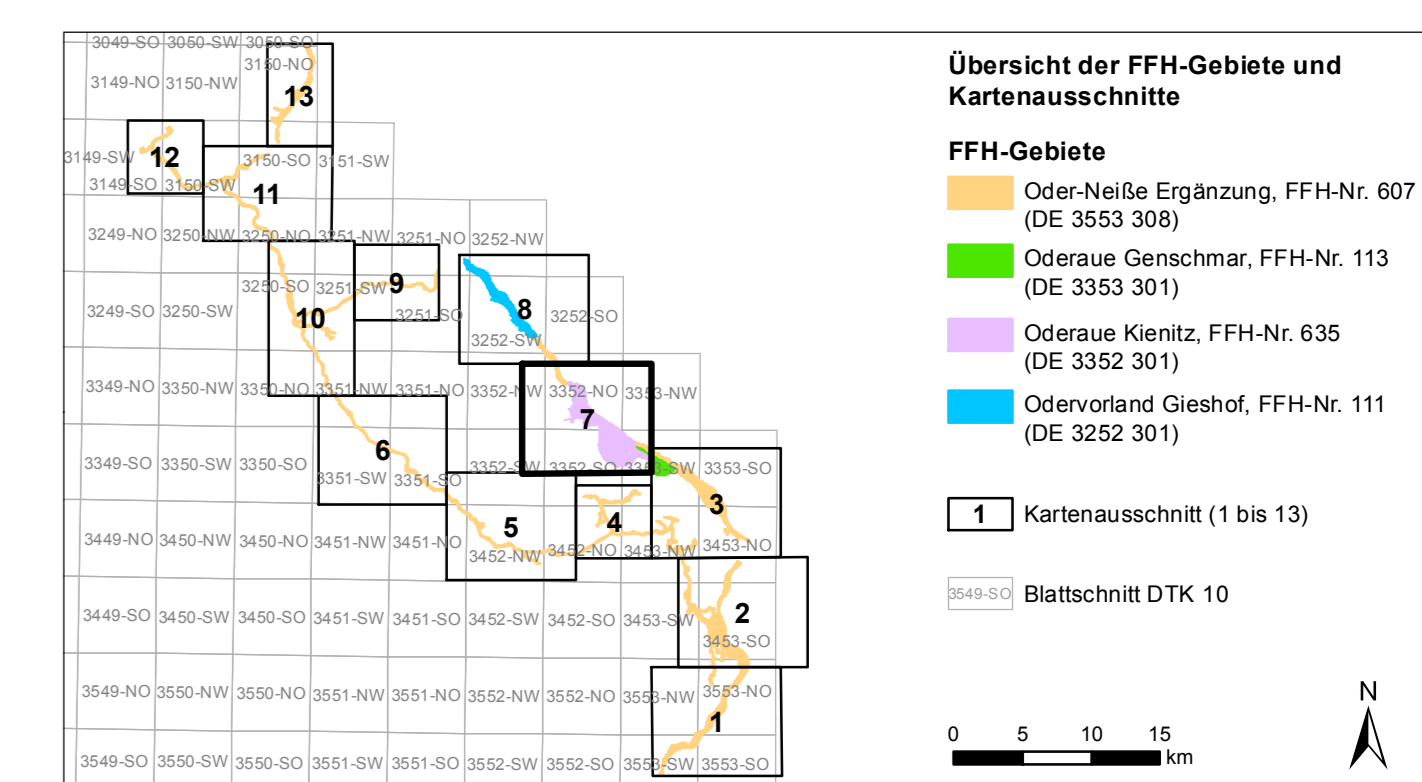 3049-SO 3050-SW 3050-SO
3150-NO
3149-NO 3150-NW
13
3149-SW 12 3150-SO 3151-SW
3149-SO 3150-SW
11
3249-NO 3250-NW 3250-NO 3251-NW 3251-NO 3252-NW
3250-SO 3251-SW 9
3249-SO 3250-SW 10 3251-SO 8 3252-SO
3252-SW
3349-NO 3350-NW 3350-NO 3351-NW 3351-NO 3352-NW 3352-NO 3353-NW
7
6
3349-SO 3350-SW 3350-SO 3351-SW 3351-SO 3352-SW 3352-SO 3353-SW 3353-SO
3
5 4
3449-NO 3450-NW 3450-NO 3451-NW 3451-NO 3452-NW 3452-NO 3453-NW 3453-NO
3449-SO 3450-SW 3450-SO 3451-SW 3451-SO 3452-SW 3452-SO 3453-SW 2
3453-SO
3549-NO 3550-NW 3550-NO 3551-NW 3551-NO 3552-NW 3552-NO 3553-NW 3553-NO
1
3549-SO 3550-SW 3550-SO 3551-SW 3551-SO 3552-SW 3552-SO 3553-SW 3553-SO
Übersicht der FFH-Gebiete und
Kartenausschnitte
FFH-Gebiete
Oder-Neiße Ergänzung, FFH-Nr. 607
(DE 3553 308)
Oderaue Genschmar, FFH-Nr. 113
(DE 3353 301)
Oderaue Kienitz, FFH-Nr. 635
(DE 3352 301)
Odervorland Gieshof, FFH-Nr. 111
(DE 3252 301)
1 Kartenausschnitt (1 bis 13)
3549-SO Blattschnitt DTK 10
N
0 5 10 15
km